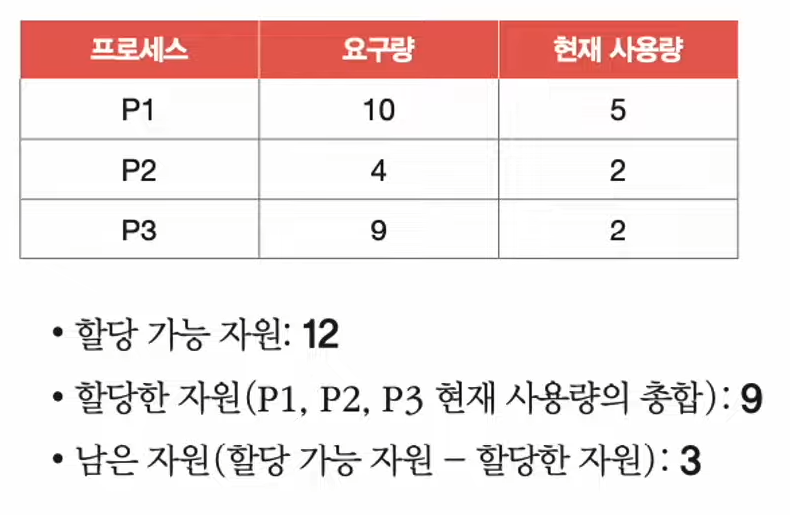 프로세스 요구량 현재 사용량
P1 10 5
P2 4 2
P3 9 2
• 할당 가능 자원: 12
• 할당한 자원(P1, P2, P3 현재 사용량의 총합): 9
• 남은 자원(할당 가능 자원 – 할당한 자원): 3